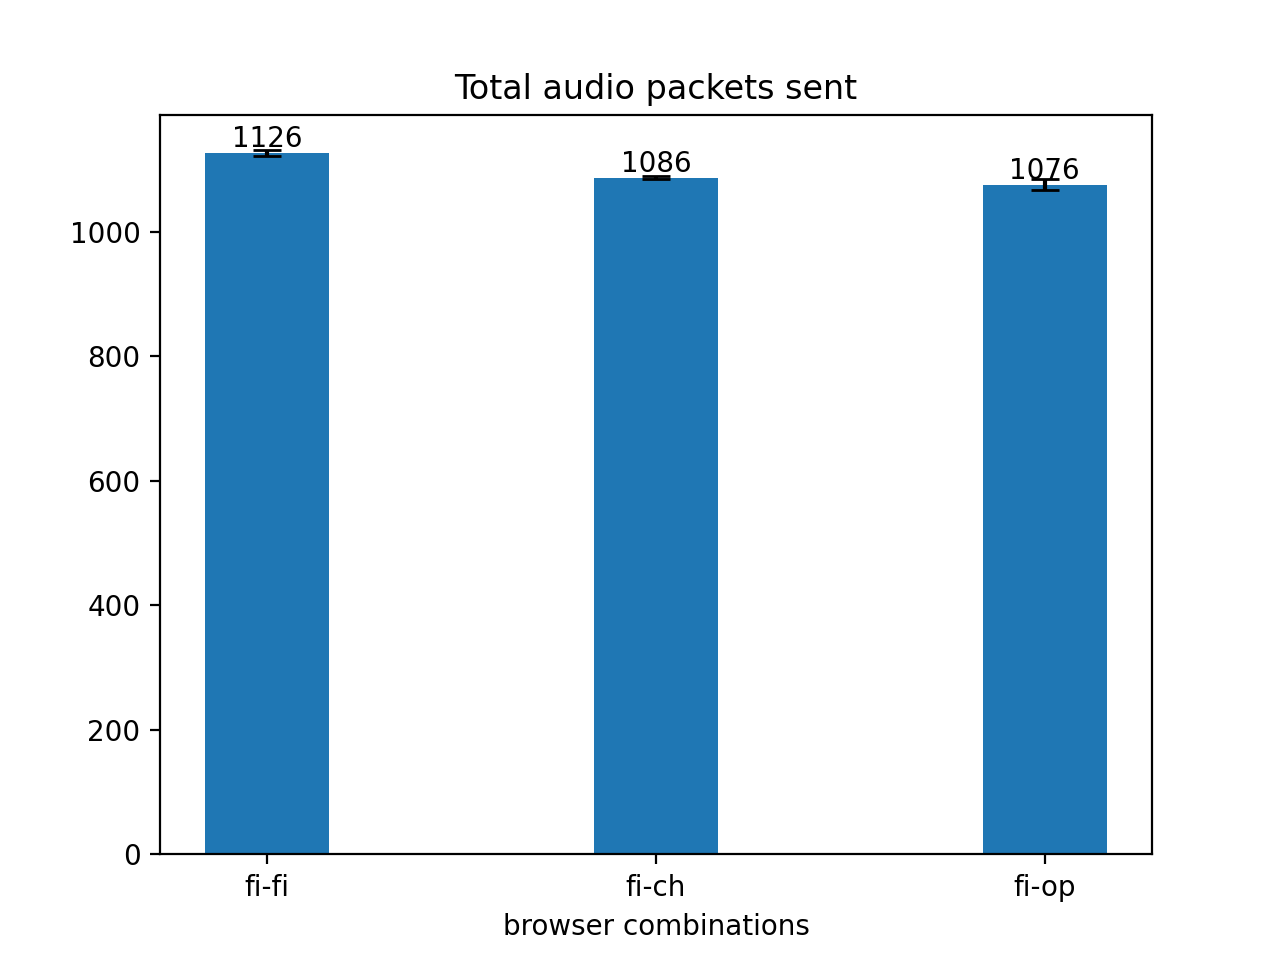 Total audio packets sent
1126
1086
1076
1000
800
600
400
200
0
fi-fi
fi-ch
fi-op
browser combinations